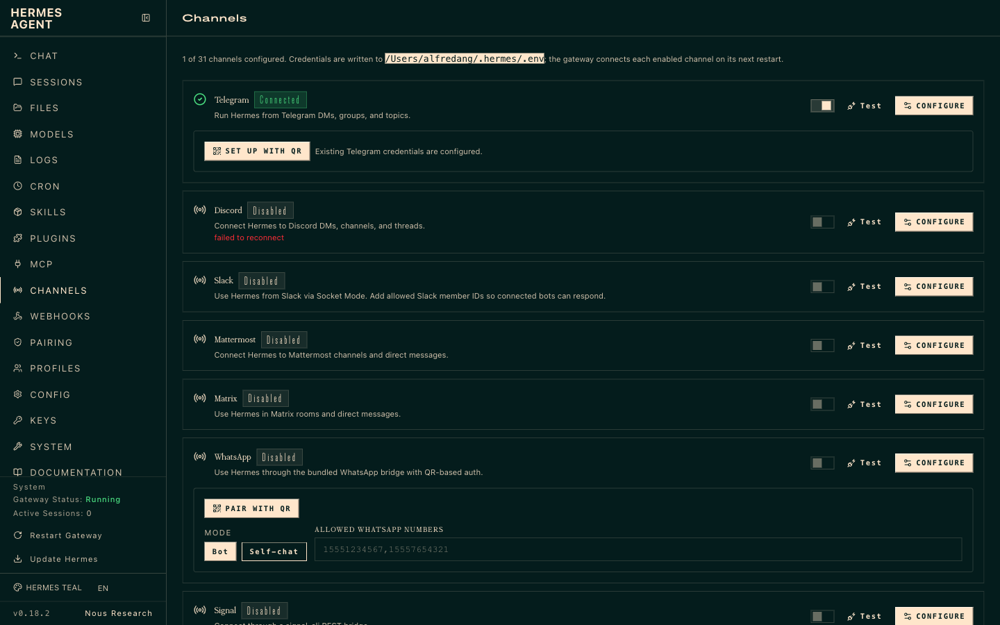 HERMES
AGENT
CHAT
SESSIONS
FILES
MODELS
LOGS
CRON
SKILLS
PLUGINS
MCP
CHANNELS
WEBHOOKS
PAIRING
PROFILES
CONFIG
KEYS
SYSTEM
DOCUMENTATION
System
Gateway Status: Running
Active Sessions: 0
Restart Gateway
Update Hermes
HERMES TEAL EN
v0.18.2 Nous Research
Channels
1 of 31 channels configured. Credentials are written to /Users/alfredang/.hermes/.env; the gateway connects each enabled channel on its next restart.
Telegram Connected
Run Hermes from Telegram DMs, groups, and topics.
Test CONFIGURE
SET UP WITH QR Existing Telegram credentials are configured.
Discord Disabled
Connect Hermes to Discord DMs, channels, and threads.
failed to reconnect
Test CONFIGURE
Slack Disabled
Use Hermes from Slack via Socket Mode. Add allowed Slack member IDs so connected bots can respond.
Test CONFIGURE
Mattermost Disabled
Connect Hermes to Mattermost channels and direct messages.
Test CONFIGURE
Matrix Disabled
Use Hermes in Matrix rooms and direct messages.
Test CONFIGURE
WhatsApp Disabled
Use Hermes through the bundled WhatsApp bridge with QR-based auth.
Test CONFIGURE
PAIR WITH QR
MODE
Bot Self-chat
ALLOWED WHATSAPP NUMBERS
15551234567,15557654321
Signal Disabled
Connect through a signal-cli REST bridge.
Test CONFIGURE